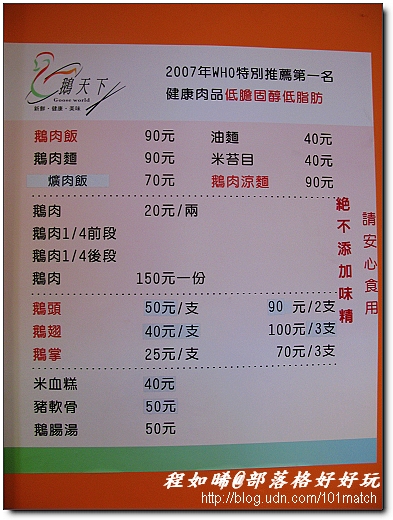 鵝天下
Goose world
新鮮·健康·美味
2007年WHO特別推薦第一名
健康肉品低膽固醇低脂肪
鵝肉飯 90元 油麵 40元
鵝肉麵 90元 米苔目 40元
爌肉飯 70元 鵝肉涼麵 90元
鵝肉 20元/兩
鵝肉1/4前段
鵝肉1/4後段
鵝肉 150元一份
鵝頭 50元/支 90 元/2支
鵝翅 40元/支 100元/3支
鵝掌 25元/支 70元/3支
米血糕 40元
豬軟骨 50元
鵝腸湯 50元
請安心食用
絕不添加味精
程如晞@部落格好好玩
http://blog.udn.com/101match